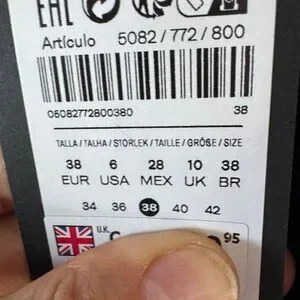 EAC
Artículo 5082 / 772 / 800
05082772800380 38
TALLA / TALHA / STORLEK / TAILLE / GRÖßE / SIZE
38 6 28 10 38
EUR USA MEX UK BR
34 36 38 40 42
U.K.
95